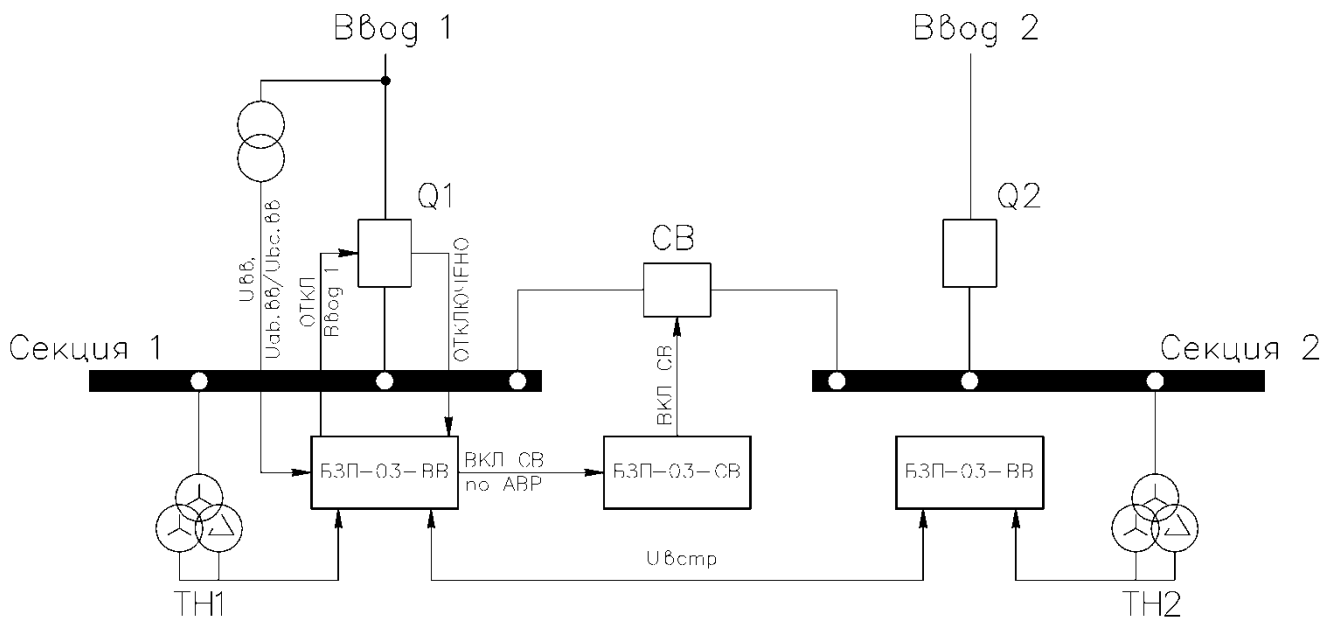 Ввод 1
Ввод 2
Q1
Q2
СВ
Uвв,
Uab.вв/Ubc.вв
ОТКЛ
Ввод 1
ОТКЛЮЧЕНО
Секция 1
Секция 2
ВКЛ СВ
БЗП-03-ВВ
ВКЛ СВ
по АВР
БЗП-03-СВ
БЗП-03-ВВ
Uвстр
ТН1
ТН2